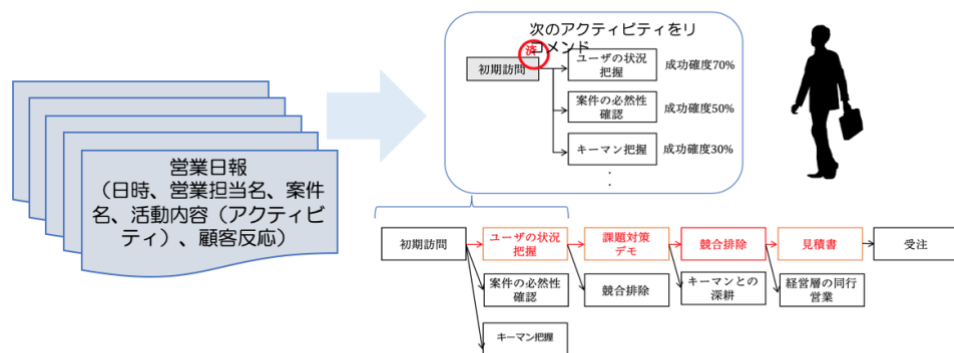 営業日報
（日時、営業担当名、案件
名、活動内容（アクティビ
ティ）、顧客反応）
次のアクティビティをリ
コメンド
済
初期訪問
ユーザの状況
把握
成功確度70%
案件の必然性
確認
成功確度50%
キーマン把握
成功確度30%
・
・
初期訪問
ユーザの状況
把握
課題対策
デモ
競合排除
見積書
受注
案件の必然性
確認
競合排除
キーマンとの
深耕
経営層の同行
営業
キーマン把握